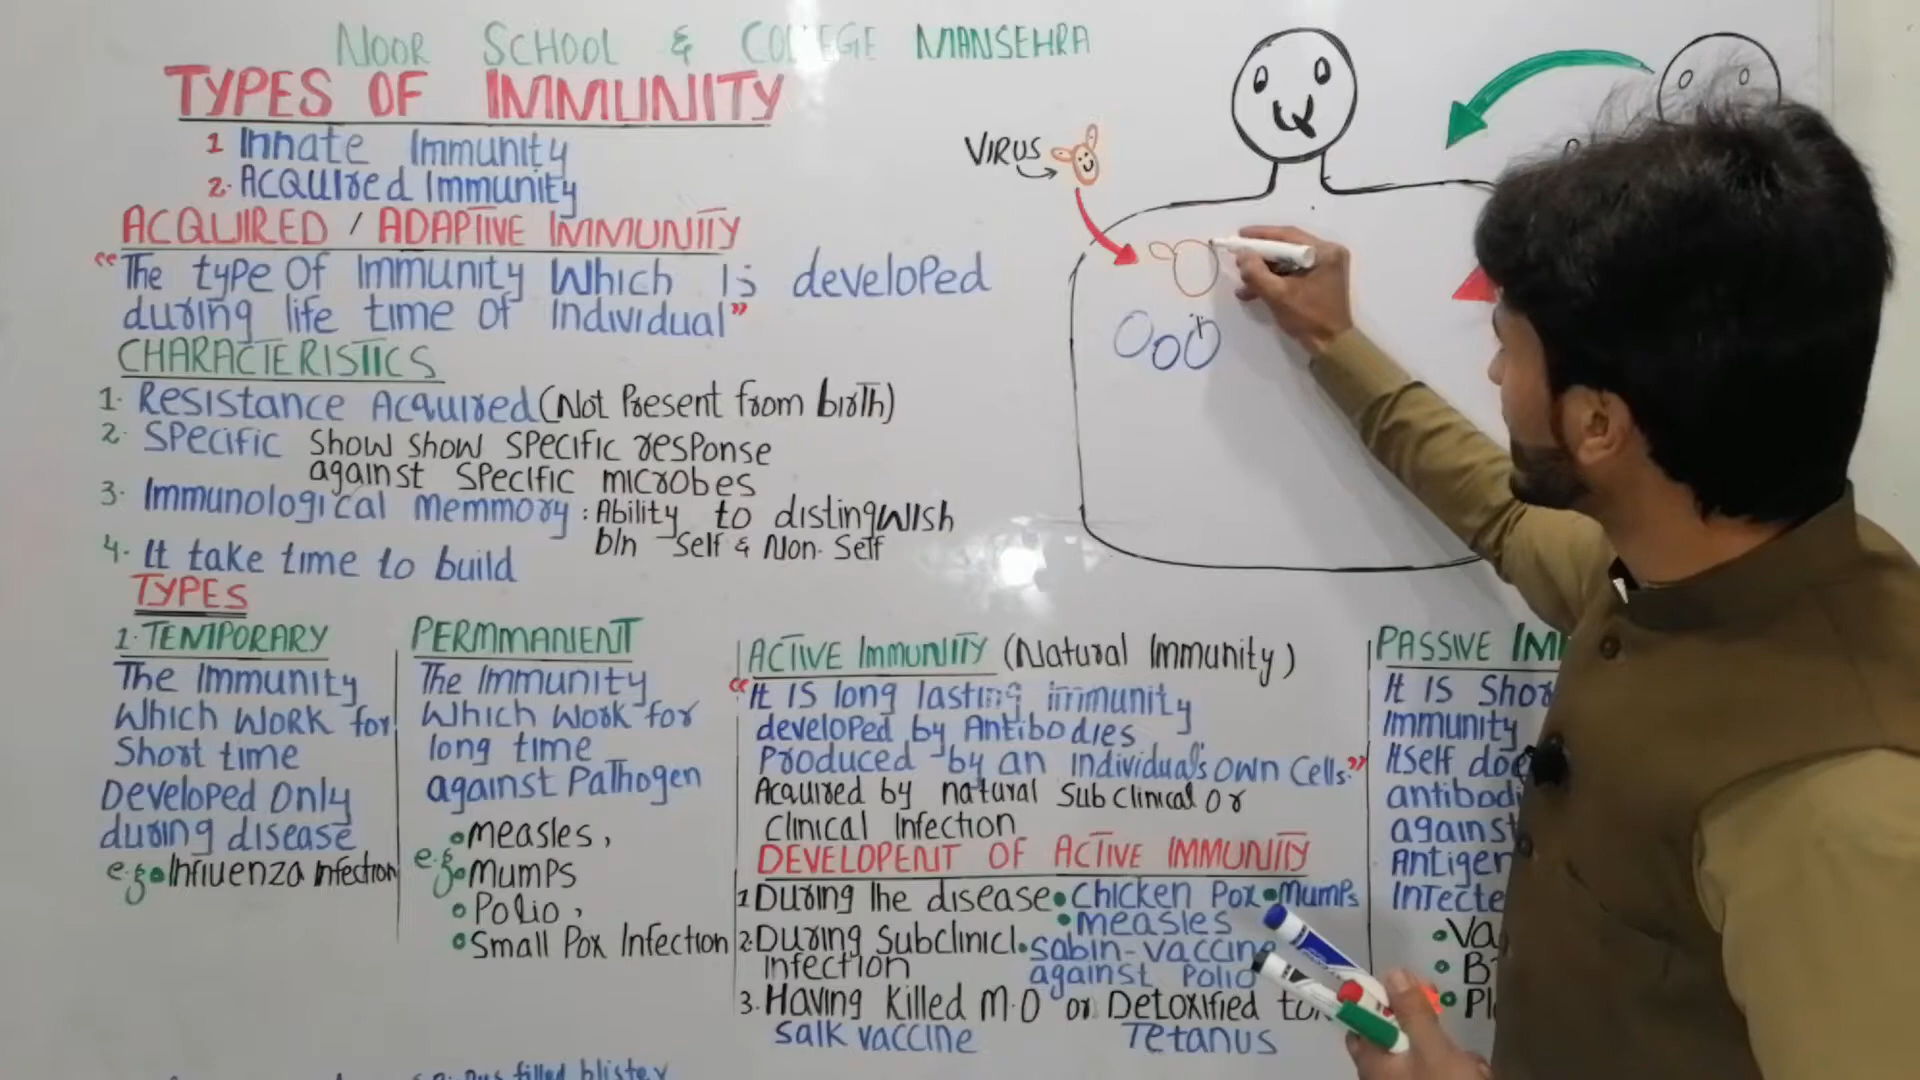 NOOR SCHOOL & COLLEGE MANSEHRA
TYPES OF IMMUNITY
1 Innate Immunity
2. Acquired Immunity
VIRUS
ACQUIRED / ADAPTIVE IMMUNITY
"The type of Immunity Which Is developed
during life time of Individual"
CHARACTERISTICS
1. Resistance Acquired (Not Present from birth)
2. Specific Show show specific response
against specific microbes
3. Immunological memmory : Ability to distingwish
b/n Self & Non-Self
4. It take time to build
TYPES
1. TEMPORARY
The Immunity
Which work for
Short time
Developed Only
during disease
e.g Infiuenza Infection
PERMMANENT
The Immunity
Which work for
long time
against Pathogen
e.g
measles,
Mumps
Polio,
Small Pox Infection
ACTIVE Immunity (Natural Immunity)
"It is long lasting immunity
developed by Antibodies
Produced by an individual's own cells."
Acquired by natural Sub Clinical Or
Clinical Infection
DEVELOPENT OF ACTIVE IMMUNITY
1 During the disease Chicken Pox Mumps
measles
2. During Subclinicl Sabin-vaccine
Infection against Polio
3. Having Killed M.O or Detoxified
Salk vaccine Tetanus
PASSIVE
It is
Immunity
Itself
against
filled blister